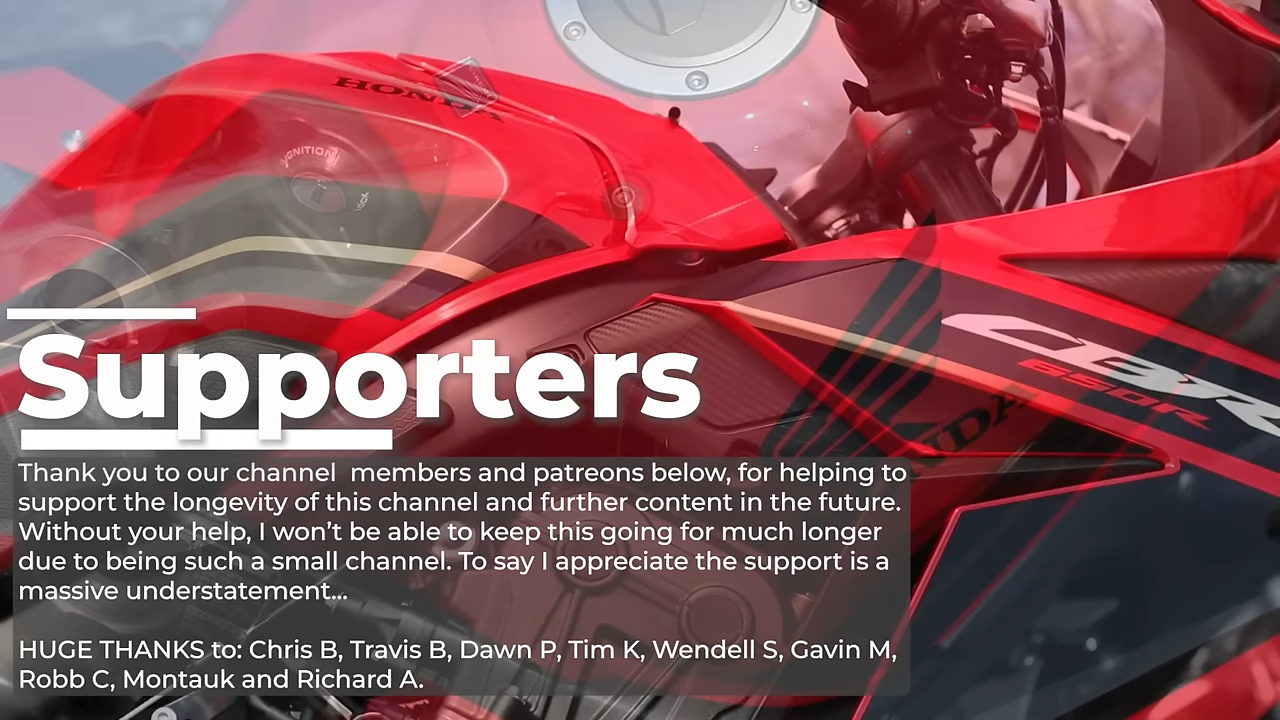 HONDA
IGNITION
LOCK
Supporters
CBR
650R
Thank you to our channel  members and patreons below, for helping to
support the longevity of this channel and further content in the future.
Without your help, I won’t be able to keep this going for much longer
due to being such a small channel. To say I appreciate the support is a
massive understatement...
HUGE THANKS to: Chris B, Travis B, Dawn P, Tim K, Wendell S, Gavin M,
Robb C, Montauk and Richard A.